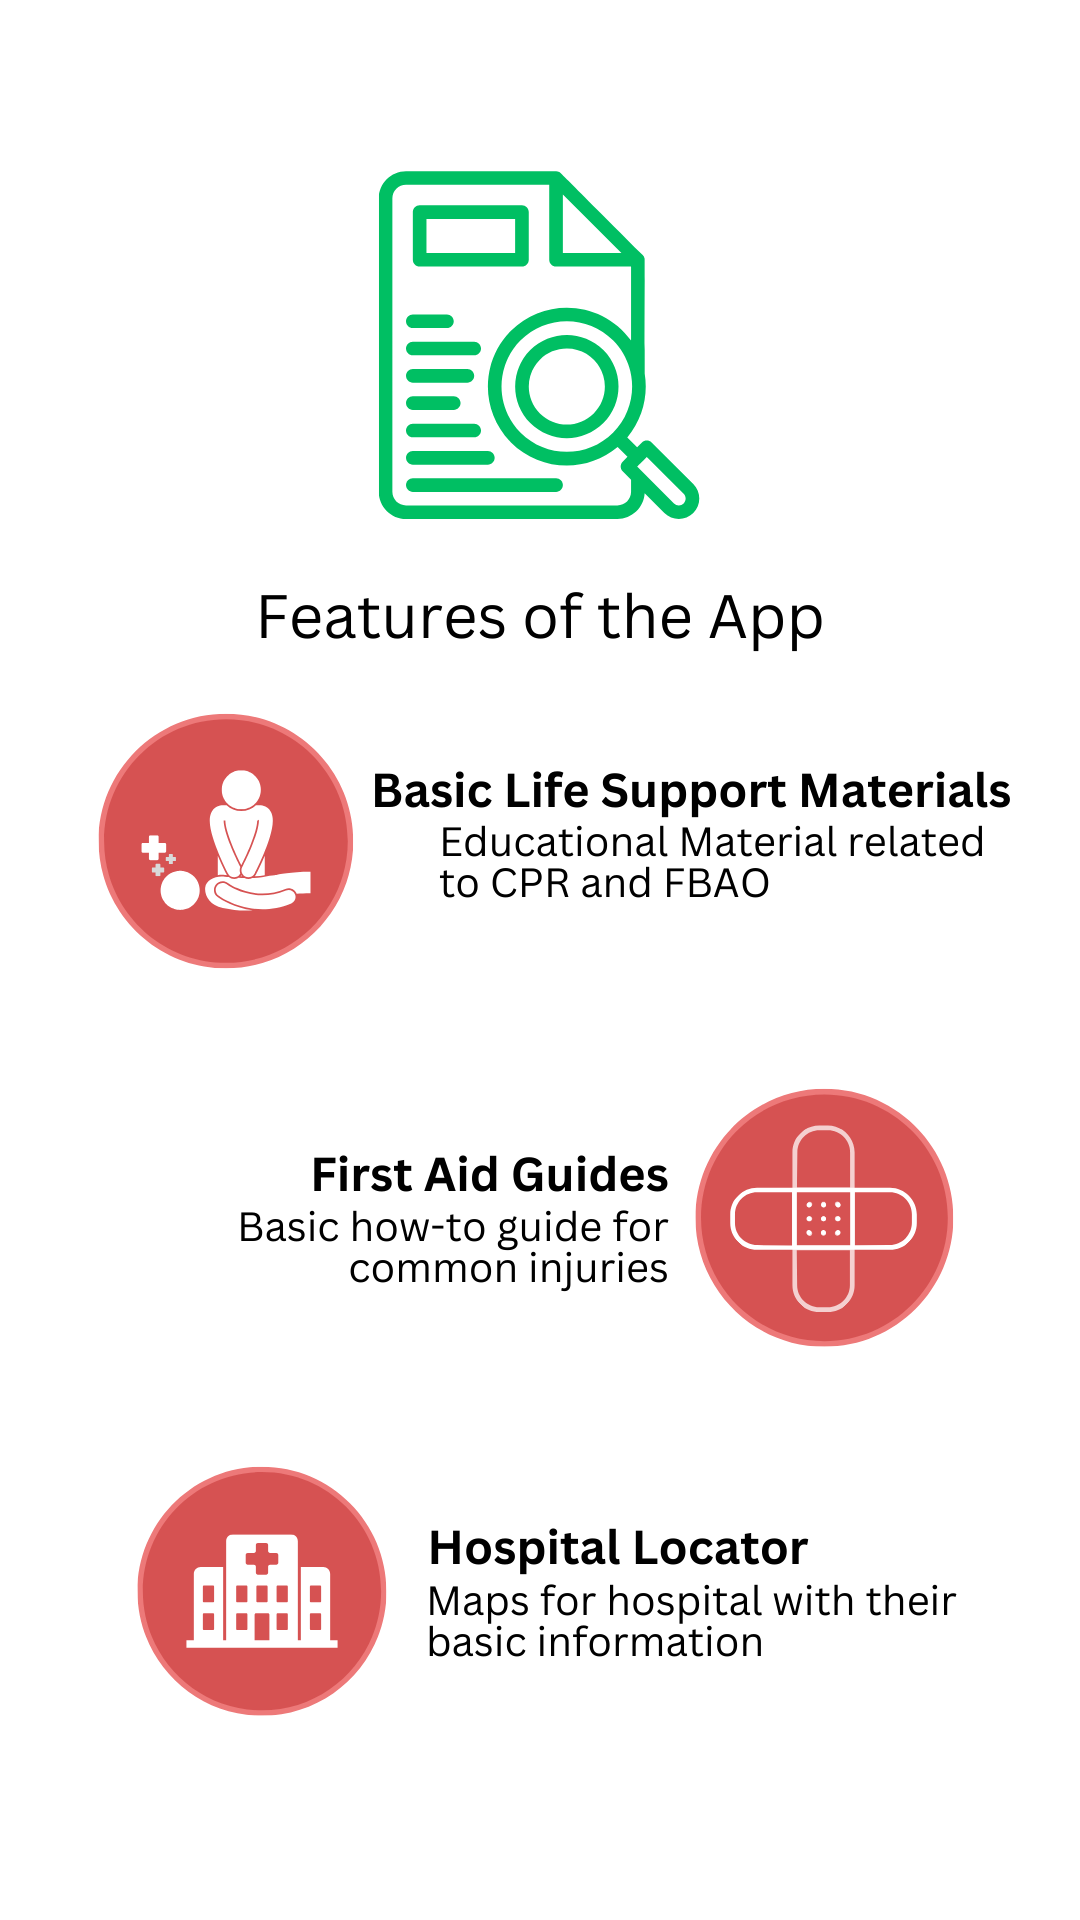 Features of the App
Basic Life Support Materials
Educational Material related
to CPR and FBAO
First Aid Guides
Basic how-to guide for
common injuries
Hospital Locator
Maps for hospital with their
basic information